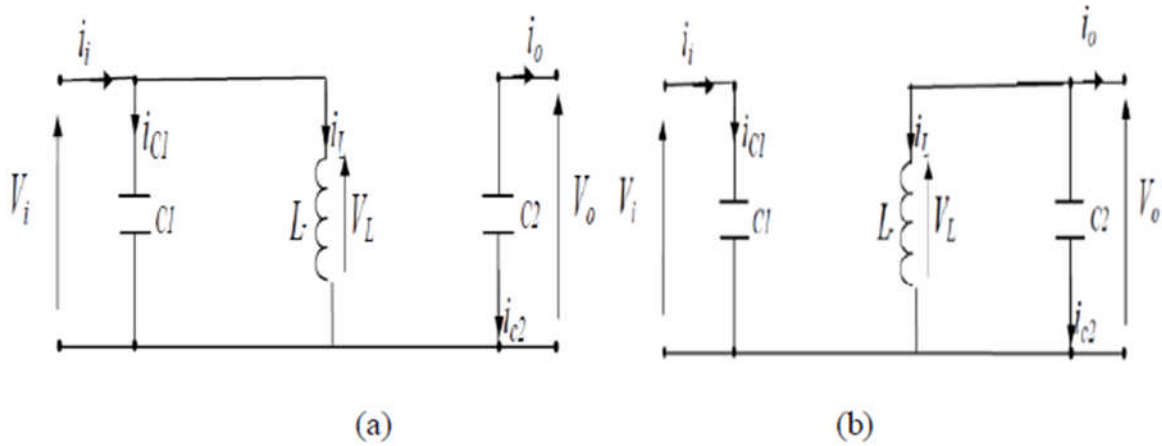 i_i i_o
i_C1 i_L
V_i C1 L V_L C2 V_o
i_c2
i_i i_o
i_C1 i_L
V_i C1 L V_L C2 V_o
i_c2
(a) (b)